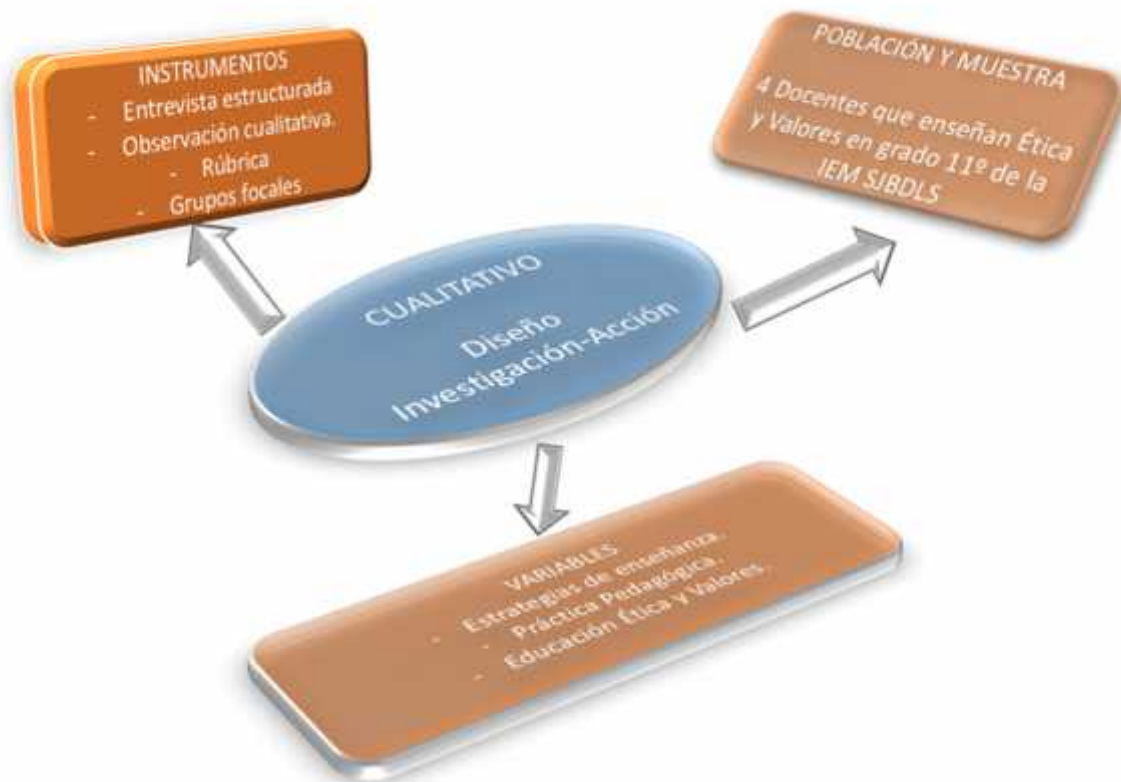 INSTRUMENTOS
- Entrevista estructurada
- Observación cualitativa.
- Rúbrica
- Grupos focales
POBLACIÓN Y MUESTRA
4 Docentes que enseñan Ética
y Valores en grado 11º de la
IEM SJBDLS
CUALITATIVO
Diseño
Investigación-Acción
VARIABLES
- Estrategias de enseñanza.
- Práctica Pedagógica.
- Educación Ética y Valores.